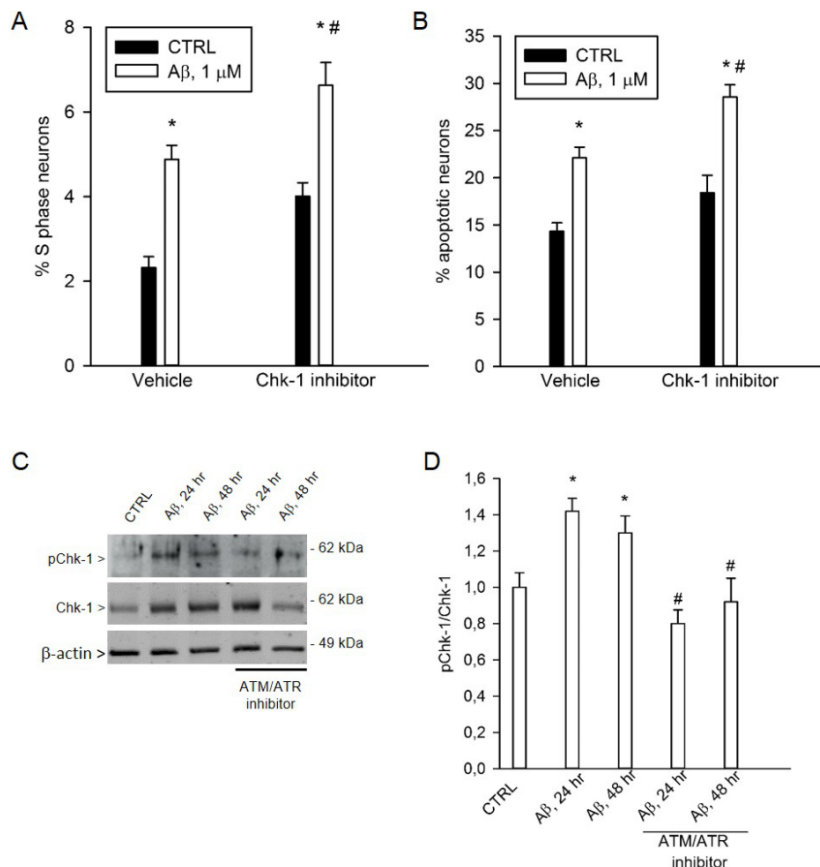 A
8
6
4
2
0
% S phase neurons
CTRL
Aβ, 1 μM
*
* #
Vehicle
Chk-1 inhibitor
B
40
35
30
25
20
15
10
5
0
% apoptotic neurons
CTRL
Aβ, 1 μM
*
* #
Vehicle
Chk-1 inhibitor
C
CTRL
Aβ, 24 hr
Aβ, 48 hr
Aβ, 24 hr
Aβ, 48 hr
pChk-1 >
- 62 kDa
Chk-1 >
- 62 kDa
β-actin >
- 49 kDa
ATM/ATR
inhibitor
D
1,6
1,4
1,2
1,0
0,8
0,6
0,4
0,2
0,0
pChk-1/Chk-1
*
*
#
#
CTRL
Aβ, 24 hr
Aβ, 48 hr
Aβ, 24 hr
Aβ, 48 hr
ATM/ATR
inhibitor